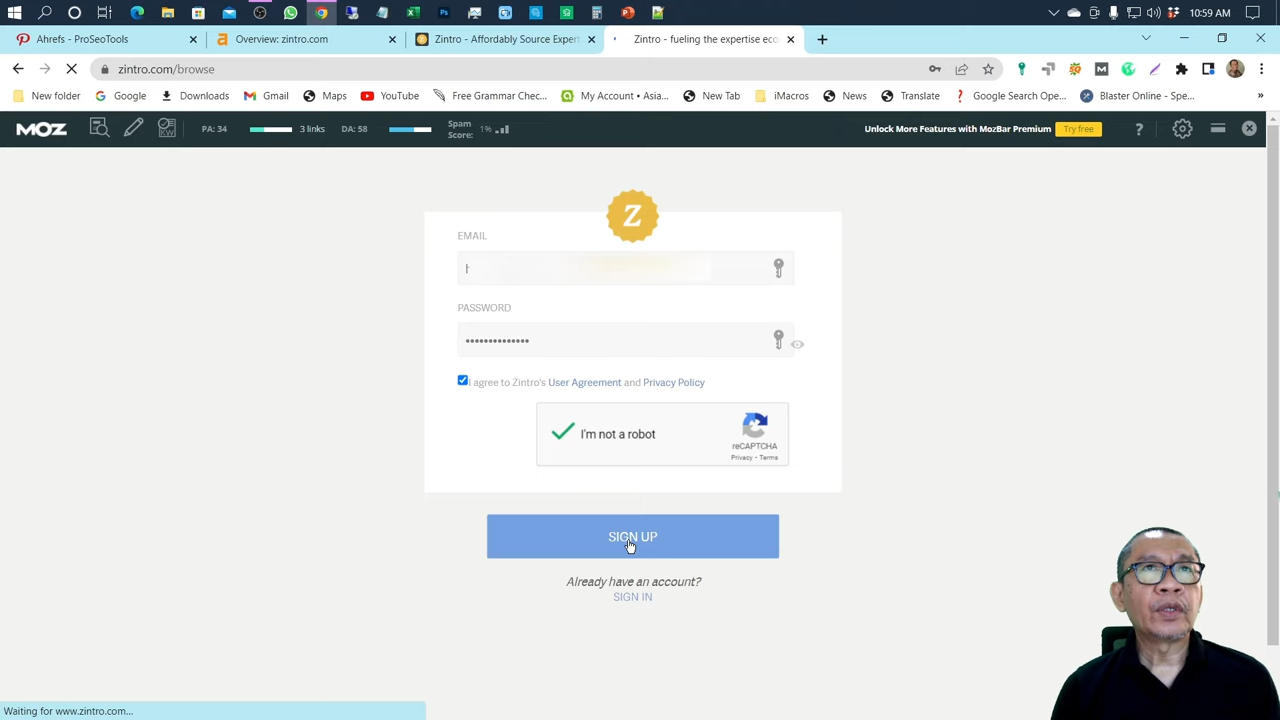 10:59 AM
Ahrefs - ProSeoTools
Overview: zintro.com
Zintro - Affordably Source Expert
Zintro - fueling the expertise eco
zintro.com/browse
New folder
Google
Downloads
Gmail
Maps
YouTube
Free Grammar Chec...
My Account • Asia...
New Tab
iMacros
News
Translate
Google Search Ope...
Blaster Online - Spe...
»
MOZ
PA: 34
3 links
DA: 58
Spam
Score:
1%
Unlock More Features with MozBar Premium
Try free
?
Z
EMAIL
h
PASSWORD
••••••••••••••
I agree to Zintro's User Agreement and Privacy Policy
I'm not a robot
reCAPTCHA
Privacy - Terms
SIGN UP
Already have an account?
SIGN IN
Waiting for www.zintro.com...